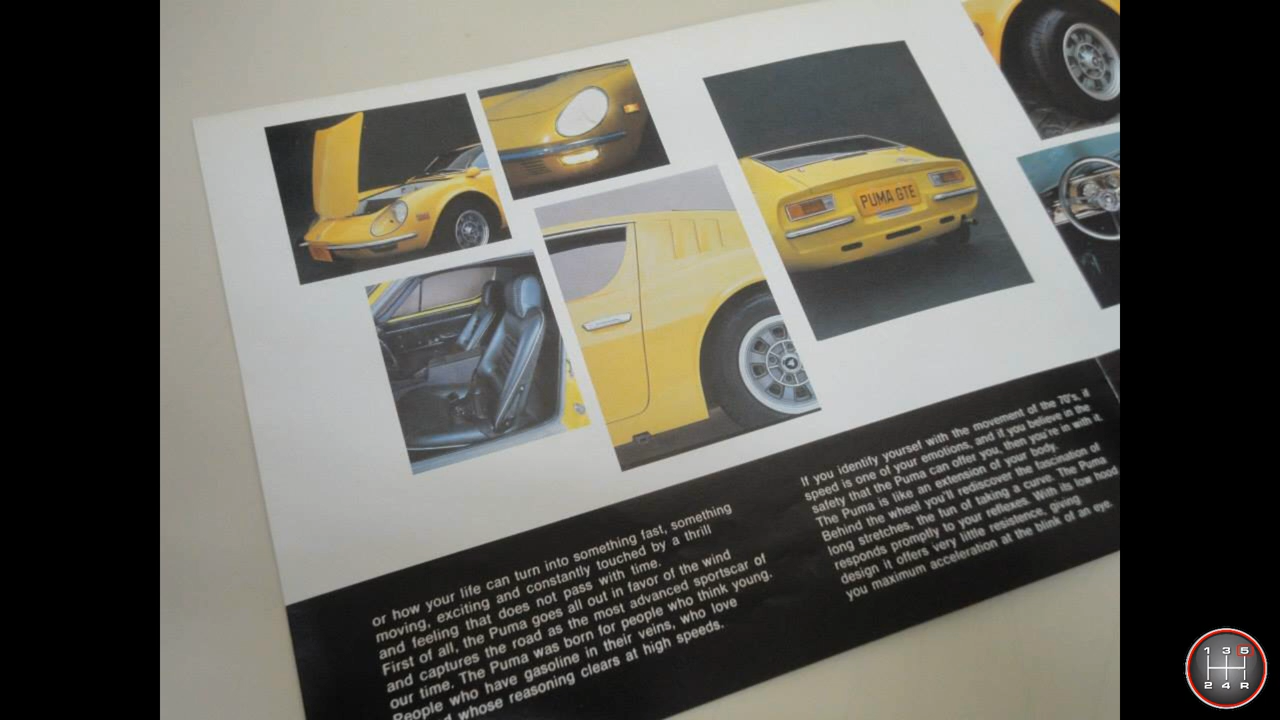 PUMA GTE
or how your life can turn into something fast, something
moving, exciting and constantly touched by a thrill
and feeling that does not pass with time.
First of all, the Puma goes all out in favor of the wind
and captures the road as the most advanced sportscar of
our time. The Puma was born for people who think young.
People who have gasoline in their veins, who love
whose reasoning clears at high speeds.
If you identify yoursef with the movement of the 70's, if
speed is one of your emotions, and if you believe in the
safety that the Puma can offer you, then you're in with it.
The Puma is like an extension of your body.
Behind the wheel you'll rediscover the fascination of
long stretches, the fun of taking a curve. The Puma
responds promptly to your reflexes. With its low hood
design it offers very little resistence, giving
you maximum acceleration at the blink of an eye.
1 3 5
2 4 R